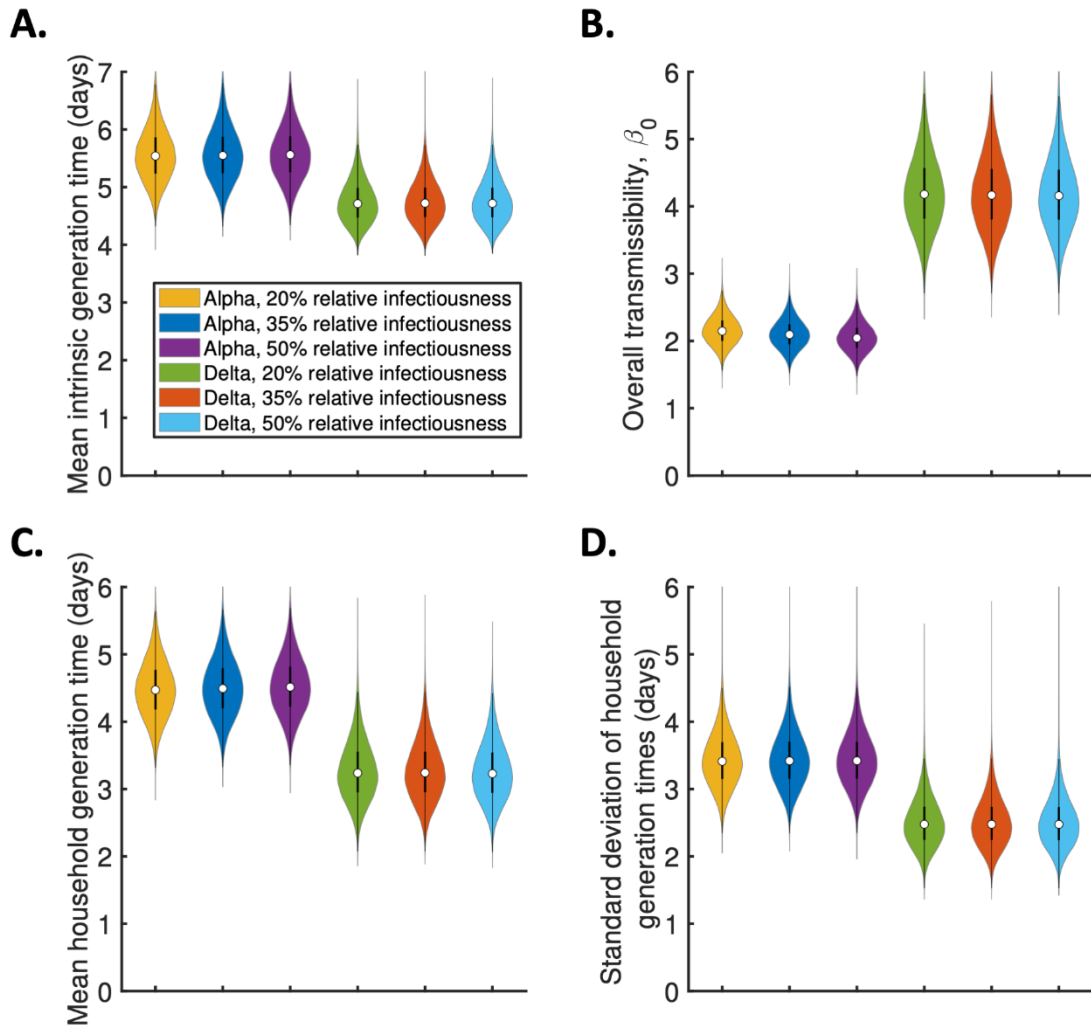 A.
Mean intrinsic generation time (days)
7
6
5
4
3
2
1
0
Alpha, 20% relative infectiousness
Alpha, 35% relative infectiousness
Alpha, 50% relative infectiousness
Delta, 20% relative infectiousness
Delta, 35% relative infectiousness
Delta, 50% relative infectiousness
B.
Overall transmissibility, β₀
6
5
4
3
2
1
0
C.
Mean household generation time (days)
6
5
4
3
2
1
0
D.
Standard deviation of household
generation times (days)
6
5
4
3
2
1
0